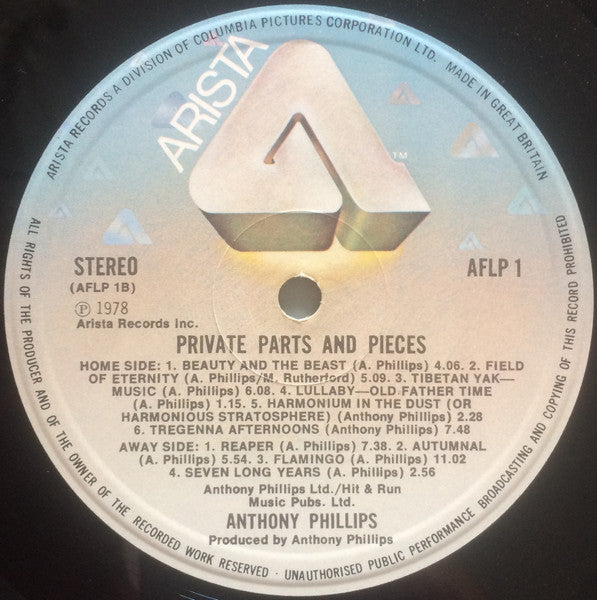 ARISTA RECORDS A DIVISION OF COLUMBIA PICTURES CORPORATION LTD. MADE IN GREAT BRITAIN
ARISTA
TM
STEREO
(AFLP 1B)
AFLP 1
Ⓟ 1978
Arista Records Inc.
PRIVATE PARTS AND PIECES
HOME SIDE: 1. BEAUTY AND THE BEAST (A. Phillips) 4.06. 2. FIELD
OF ETERNITY (A. Phillips/M. Rutherford) 5.09. 3. TIBETAN YAK—
MUSIC (A. Phillips) 6.08. 4. LULLABY—OLD FATHER TIME
(A. Phillips) 1.15. 5. HARMONIUM IN THE DUST (OR
HARMONIOUS STRATOSPHERE) (Anthony Phillips) 2.28
6. TREGENNA AFTERNOONS (Anthony Phillips) 7.48
AWAY SIDE: 1. REAPER (A. Phillips) 7.38. 2. AUTUMNAL
(A. Phillips) 5.54. 3. FLAMINGO (A. Phillips) 11.02
4. SEVEN LONG YEARS (A. Phillips) 2.56
Anthony Phillips Ltd./Hit & Run
Music Pubs. Ltd.
ANTHONY PHILLIPS
Produced by Anthony Phillips
ALL RIGHTS OF THE PRODUCER AND OF THE OWNER OF THE RECORDED WORK RESERVED · UNAUTHORISED PUBLIC PERFORMANCE BROADCASTING AND COPYING OF THIS RECORD PROHIBITED